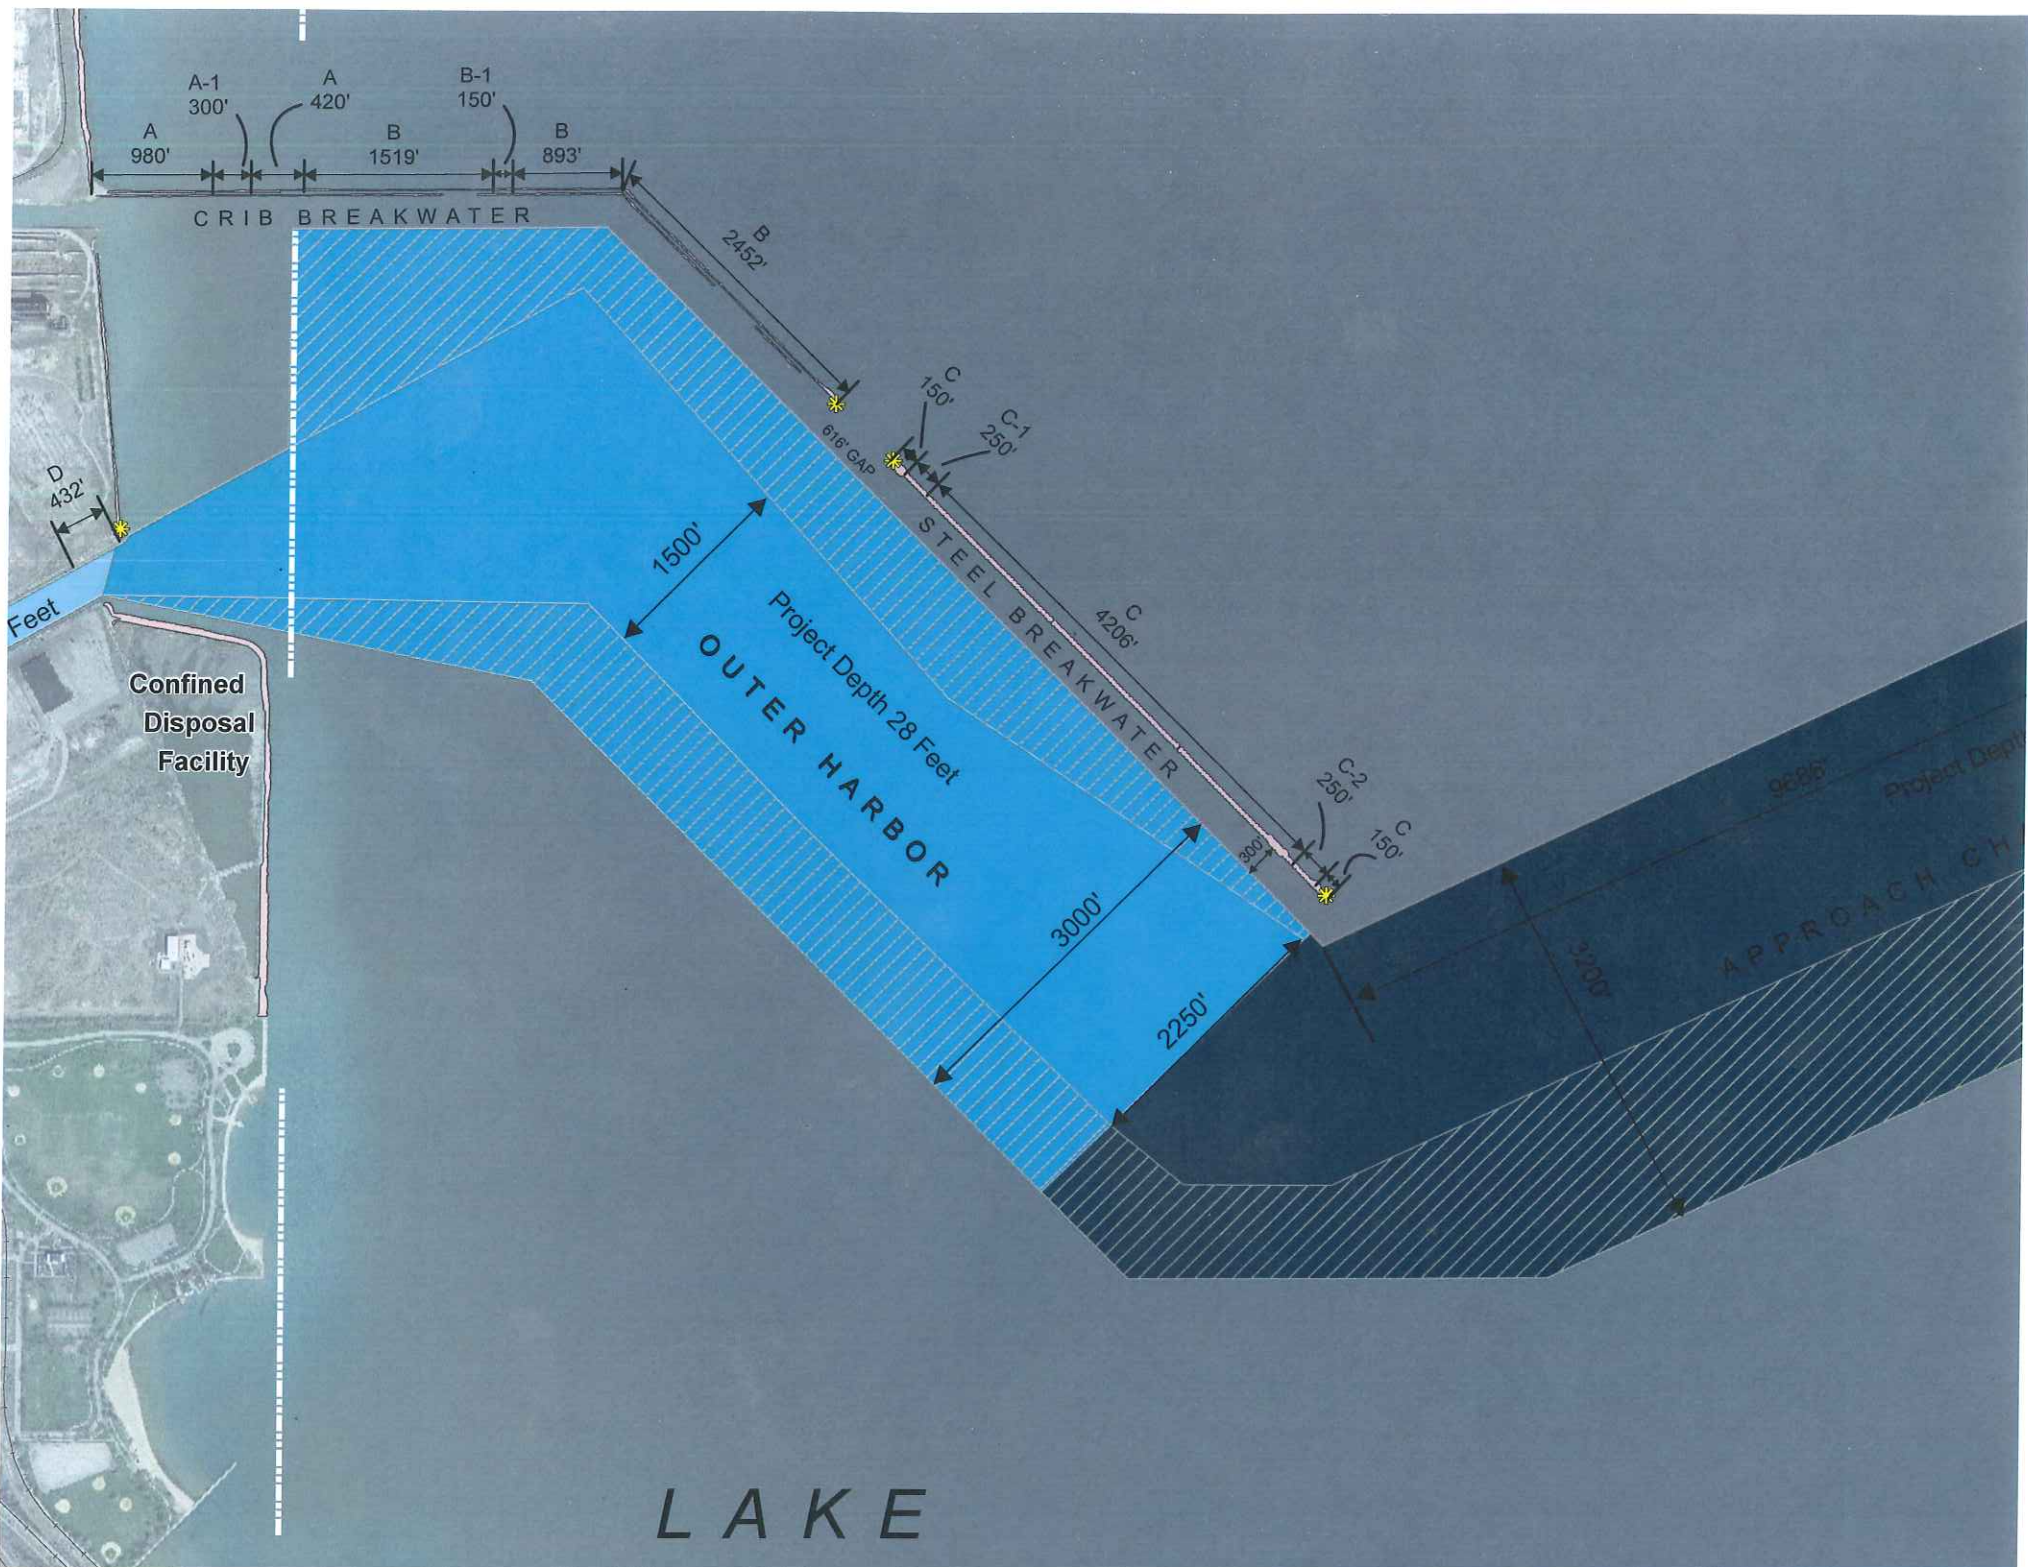 A-1
300'
A
420'
B-1
150'
A
980'
B
1519'
B
893'
CRIB BREAKWATER
B
2452'
C
150'
C-1
250'
616' GAP
D
432'
Feet
STEEL BREAKWATER
C
4206'
1500'
Project Depth 28 Feet
OUTER HARBOR
Confined
Disposal
Facility
C-2
250'
C
150'
300'
3000'
2250'
9686'
Project Dept
APPROACH CH
3200'
LAKE